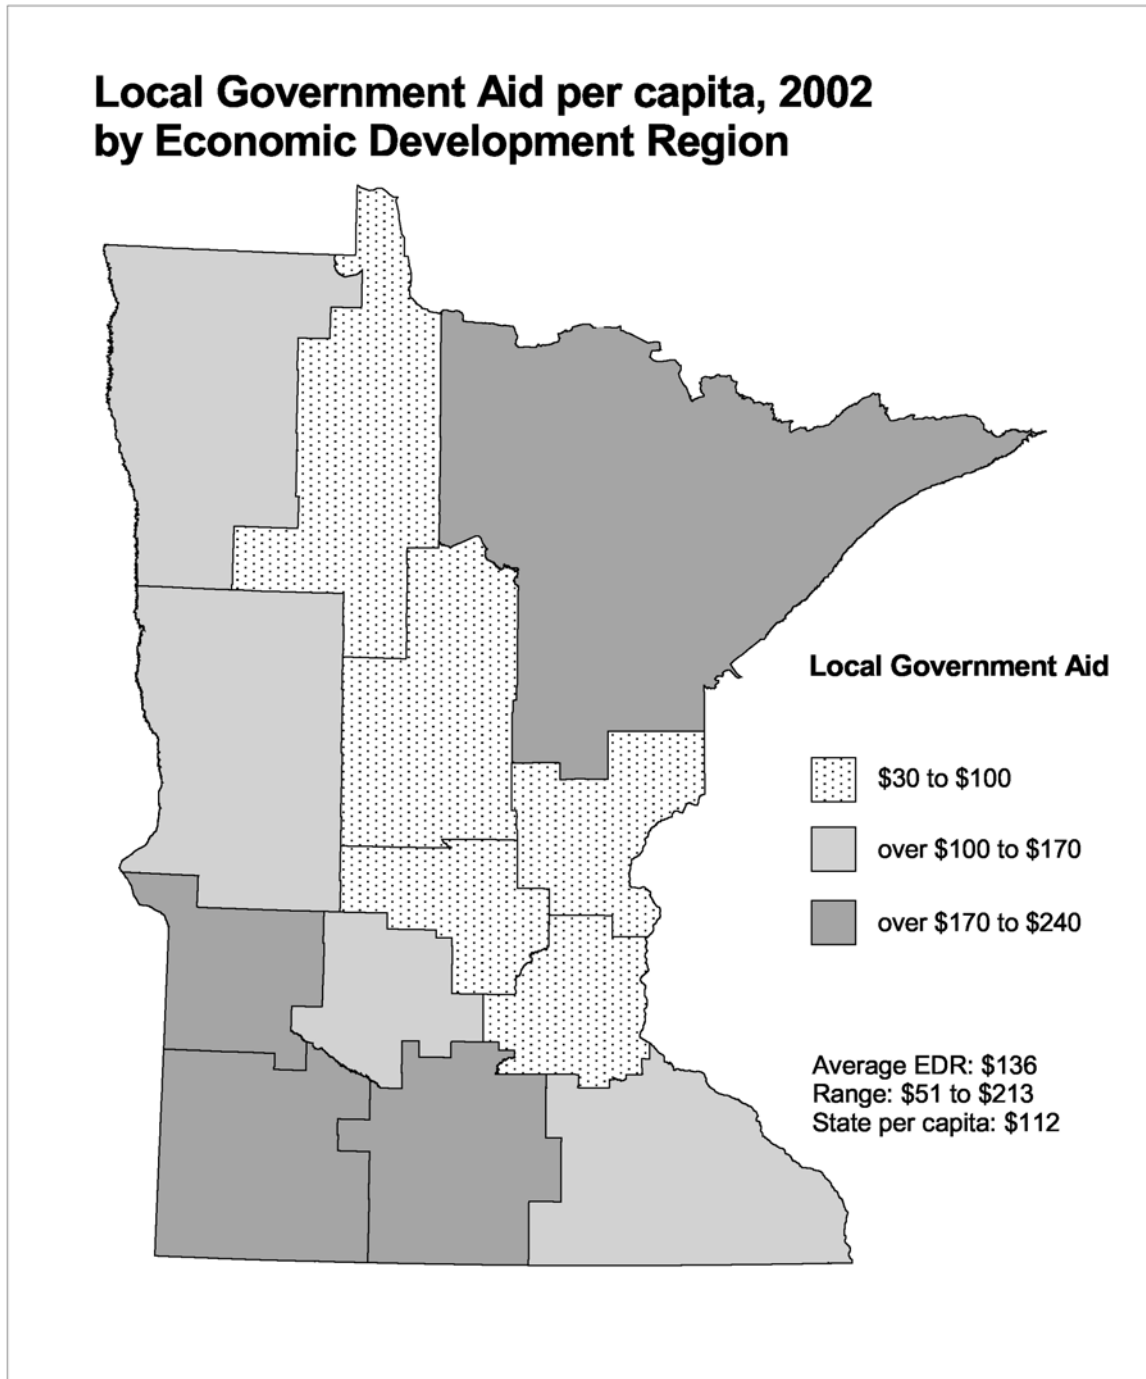 Local Government Aid per capita, 2002
by Economic Development Region
Local Government Aid
$30 to $100
over $100 to $170
over $170 to $240
Average EDR: $136
Range: $51 to $213
State per capita: $112